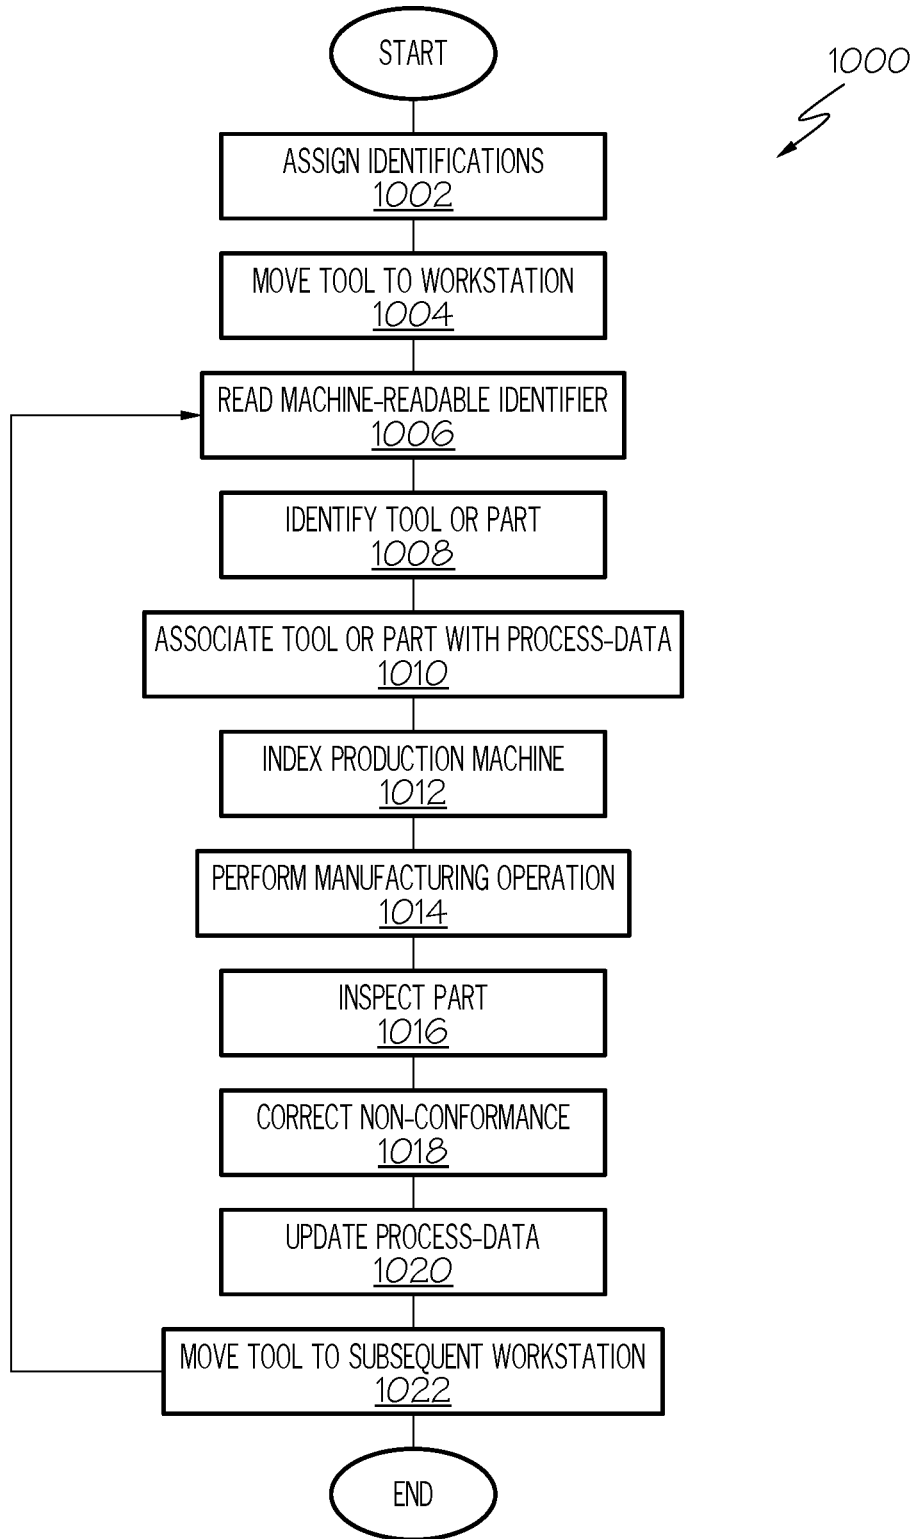 START
1000
ASSIGN IDENTIFICATIONS
1002
MOVE TOOL TO WORKSTATION
1004
READ MACHINE-READABLE IDENTIFIER
1006
IDENTIFY TOOL OR PART
1008
ASSOCIATE TOOL OR PART WITH PROCESS-DATA
1010
INDEX PRODUCTION MACHINE
1012
PERFORM MANUFACTURING OPERATION
1014
INSPECT PART
1016
CORRECT NON-CONFORMANCE
1018
UPDATE PROCESS-DATA
1020
MOVE TOOL TO SUBSEQUENT WORKSTATION
1022
END